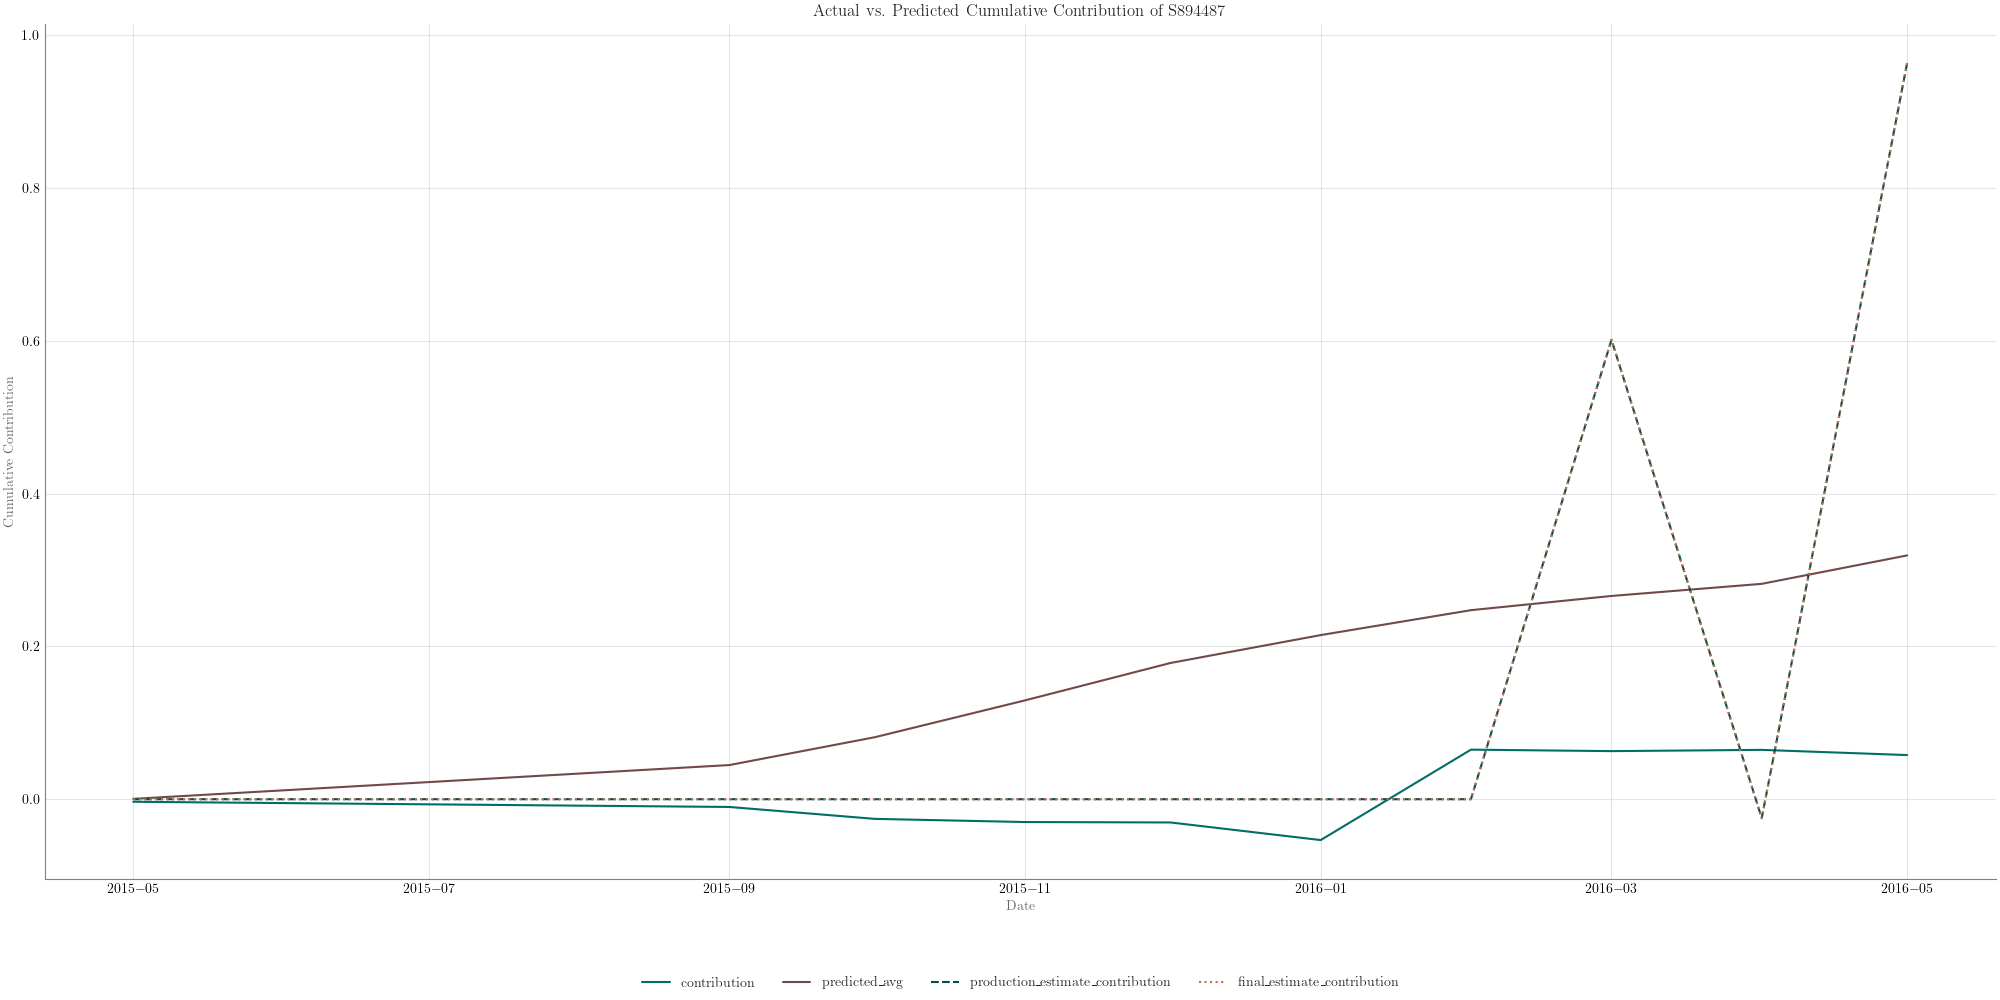 Actual vs. Predicted Cumulative Contribution of S894487
1.0
0.8
0.6
0.4
0.2
0.0
Cumulative Contribution
2015−05 2015−07 2015−09 2015−11 2016−01 2016−03 2016−05
Date
contribution predicted_avg production_estimate_contribution final_estimate_contribution